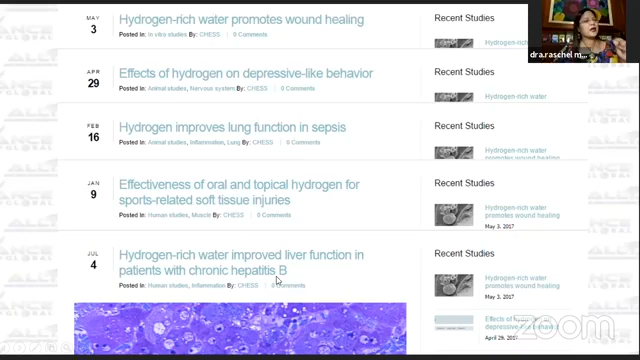 MAY
3
Hydrogen-rich water promotes wound healing
Posted In: In vitro studies By: CHESS | 0 Comments
APR
29
Effects of hydrogen on depressive-like behavior
Posted In: Animal studies, Nervous system By: CHESS | 0 Comments
FEB
16
Hydrogen improves lung function in sepsis
Posted In: Animal studies, Inflammation, Lung By: CHESS | 0 Comments
JAN
9
Effectiveness of oral and topical hydrogen for
sports-related soft tissue injuries
Posted In: Human studies, Muscle By: CHESS | 0 Comments
JUL
4
Hydrogen-rich water improved liver function in
patients with chronic hepatitis B
Posted In: Human studies, Inflammation By: CHESS | 0 Comments
Recent Studies
Hydrogen-rich
Recent Studies
Hydrogen-rich water
Recent Studies
Hydrogen-rich water
promotes wound healing
Recent Studies
Hydrogen-rich water
promotes wound healing
May 3, 2017
Recent Studies
Hydrogen-rich water
promotes wound healing
May 3, 2017
Effects of hydrogen on
depressive-like behavior
April 29, 2017
dra.raschel m...
zoom